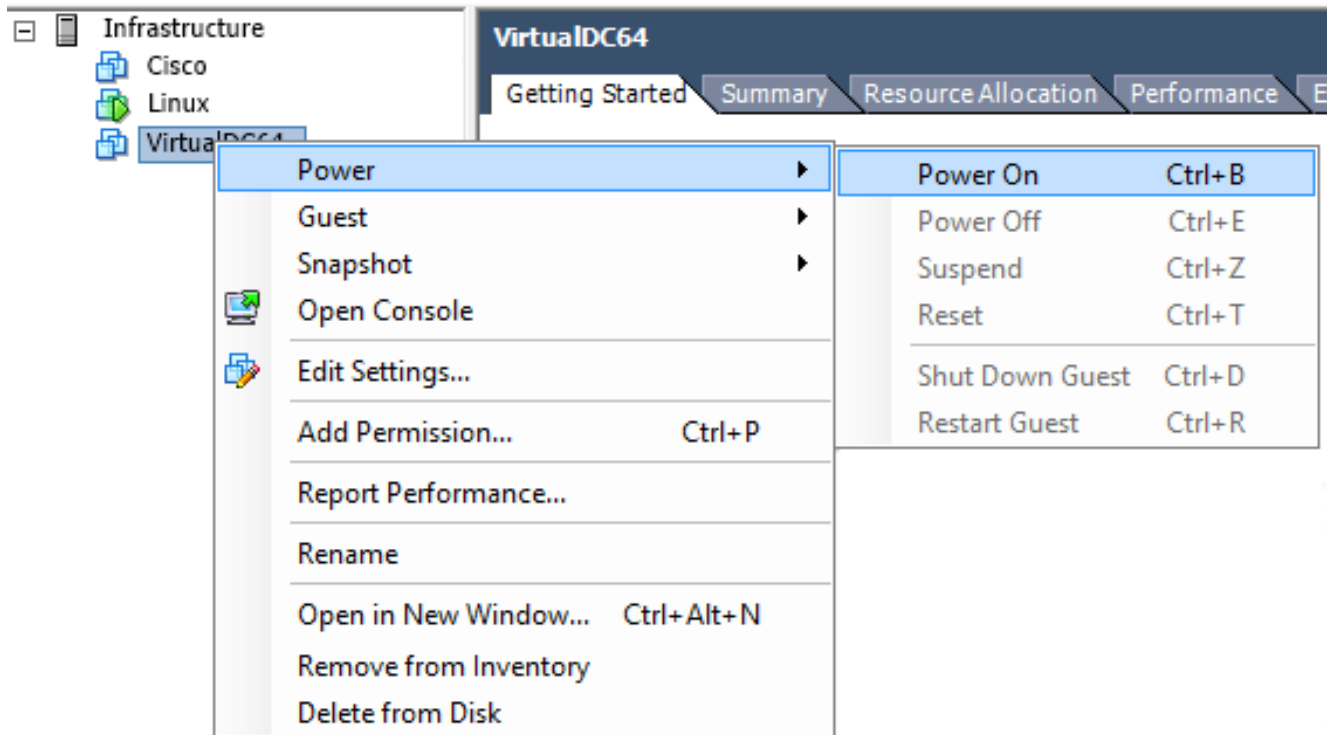 Infrastructure
Cisco
Linux
VirtualDC64
VirtualDC64
Getting Started Summary Resource Allocation Performance
Power
Guest
Snapshot
Open Console
Edit Settings...
Add Permission... Ctrl+P
Report Performance...
Rename
Open in New Window... Ctrl+Alt+N
Remove from Inventory
Delete from Disk
Power On Ctrl+B
Power Off Ctrl+E
Suspend Ctrl+Z
Reset Ctrl+T
Shut Down Guest Ctrl+D
Restart Guest Ctrl+R